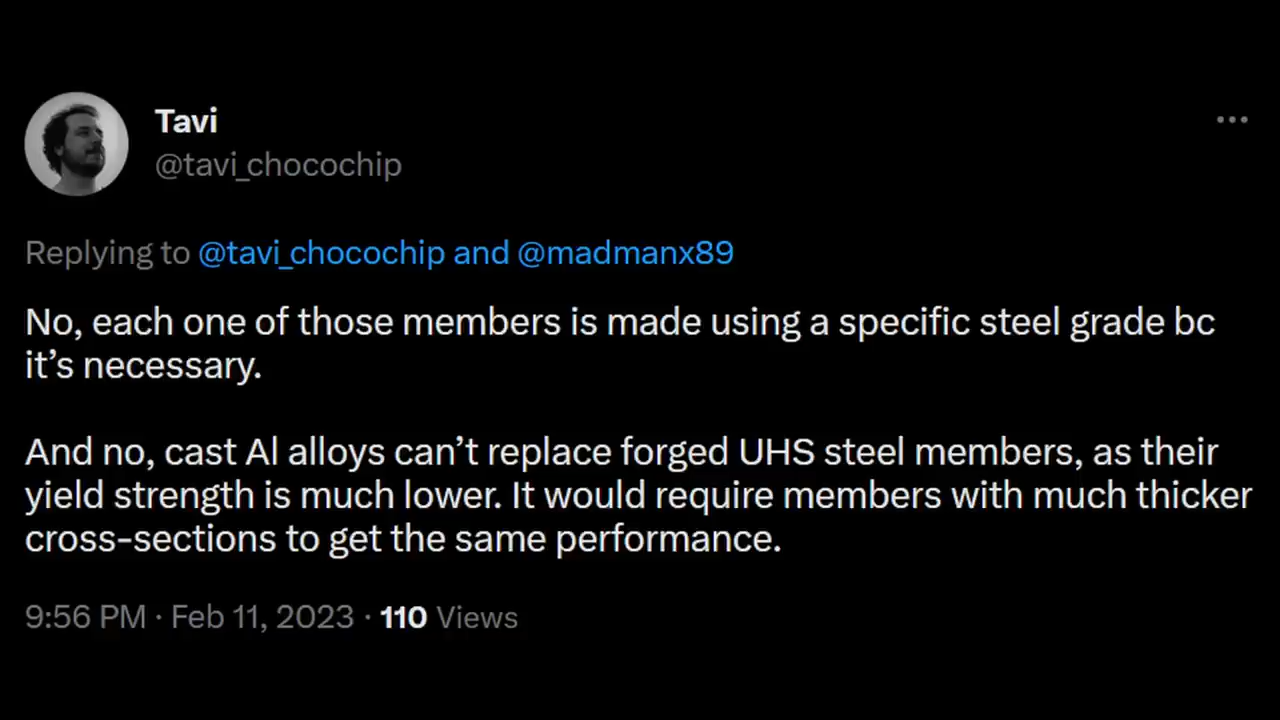 Tavi
@tavi_chocochip
Replying to @tavi_chocochip and @madmanx89
No, each one of those members is made using a specific steel grade bc
it’s necessary.
And no, cast Al alloys can’t replace forged UHS steel members, as their
yield strength is much lower. It would require members with much thicker
cross-sections to get the same performance.
9:56 PM · Feb 11, 2023 · 110 Views